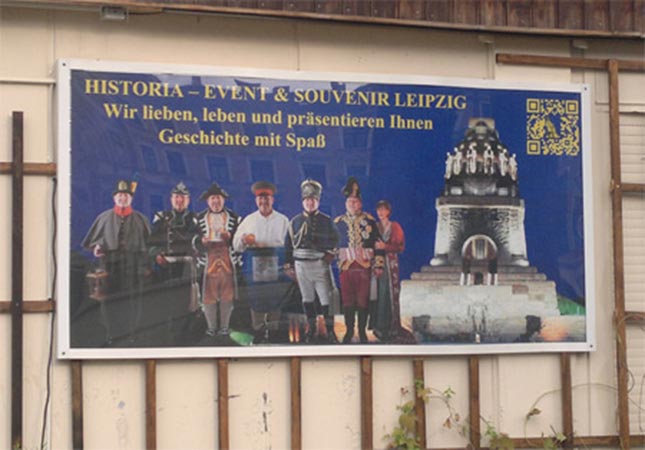 HISTORIA – EVENT & SOUVENIR LEIPZIG
Wir lieben, leben und präsentieren Ihnen
Geschichte mit Spaß